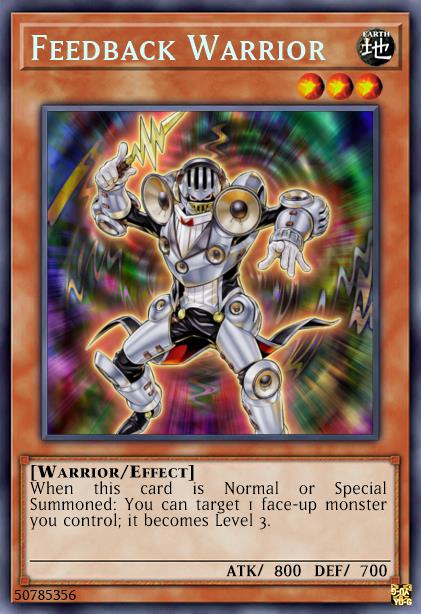 FEEDBACK WARRIOR
EARTH
地
[WARRIOR/EFFECT]
When this card is Normal or Special
Summoned: You can target 1 face-up monster
you control; it becomes Level 3.
ATK/ 800 DEF/ 700
50785356